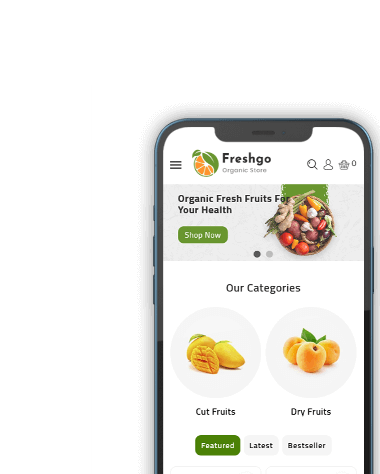 Freshgo
Organic Store
0
Organic Fresh Fruits For
Your Health
Shop Now
Our Categories
Cut Fruits
Dry Fruits
Featured
Latest
Bestseller